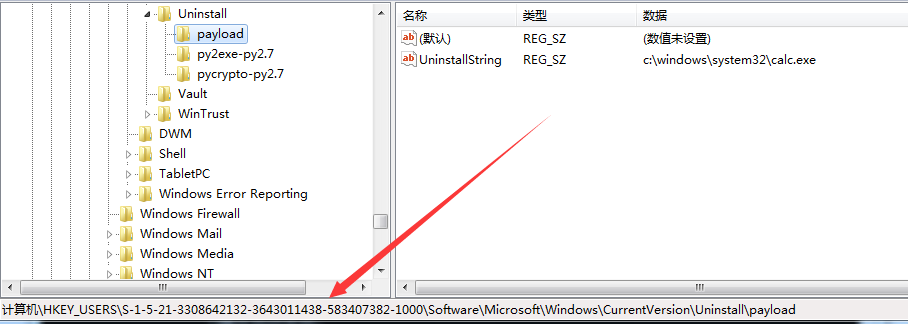 Uninstall
payload
py2exe-py2.7
pycrypto-py2.7
Vault
WinTrust
DWM
Shell
TabletPC
Windows Error Reporting
Windows Firewall
Windows Mail
Windows Media
Windows NT
名称 类型 数据
ab (默认) REG_SZ (数值未设置)
ab UninstallString REG_SZ c:\windows\system32\calc.exe
计算机\HKEY_USERS\S-1-5-21-3308642132-3643011438-583407382-1000\Software\Microsoft\Windows\CurrentVersion\Uninstall\payload